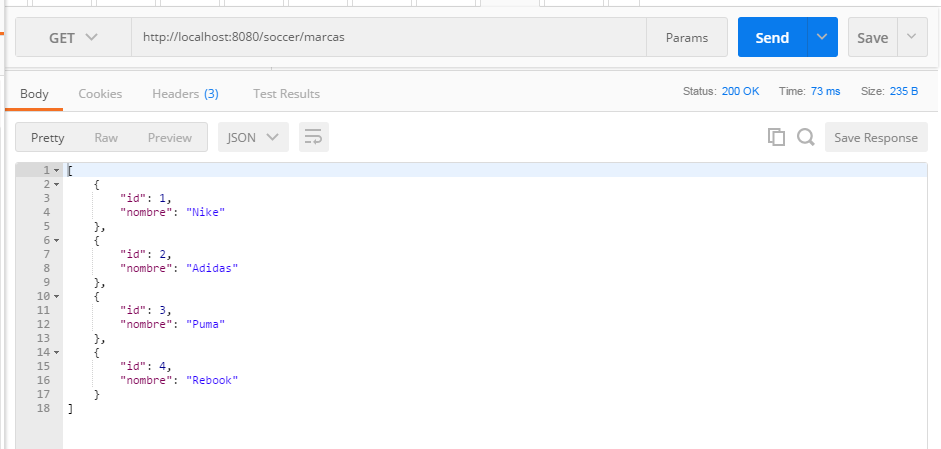 GET http://localhost:8080/soccer/marcas Params Send Save
Body Cookies Headers (3) Test Results Status: 200 OK Time: 73 ms Size: 235 B
Pretty Raw Preview JSON Save Response
1 [
2 {
3 "id": 1,
4 "nombre": "Nike"
5 },
6 {
7 "id": 2,
8 "nombre": "Adidas"
9 },
10 {
11 "id": 3,
12 "nombre": "Puma"
13 },
14 {
15 "id": 4,
16 "nombre": "Rebook"
17 }
18 ]